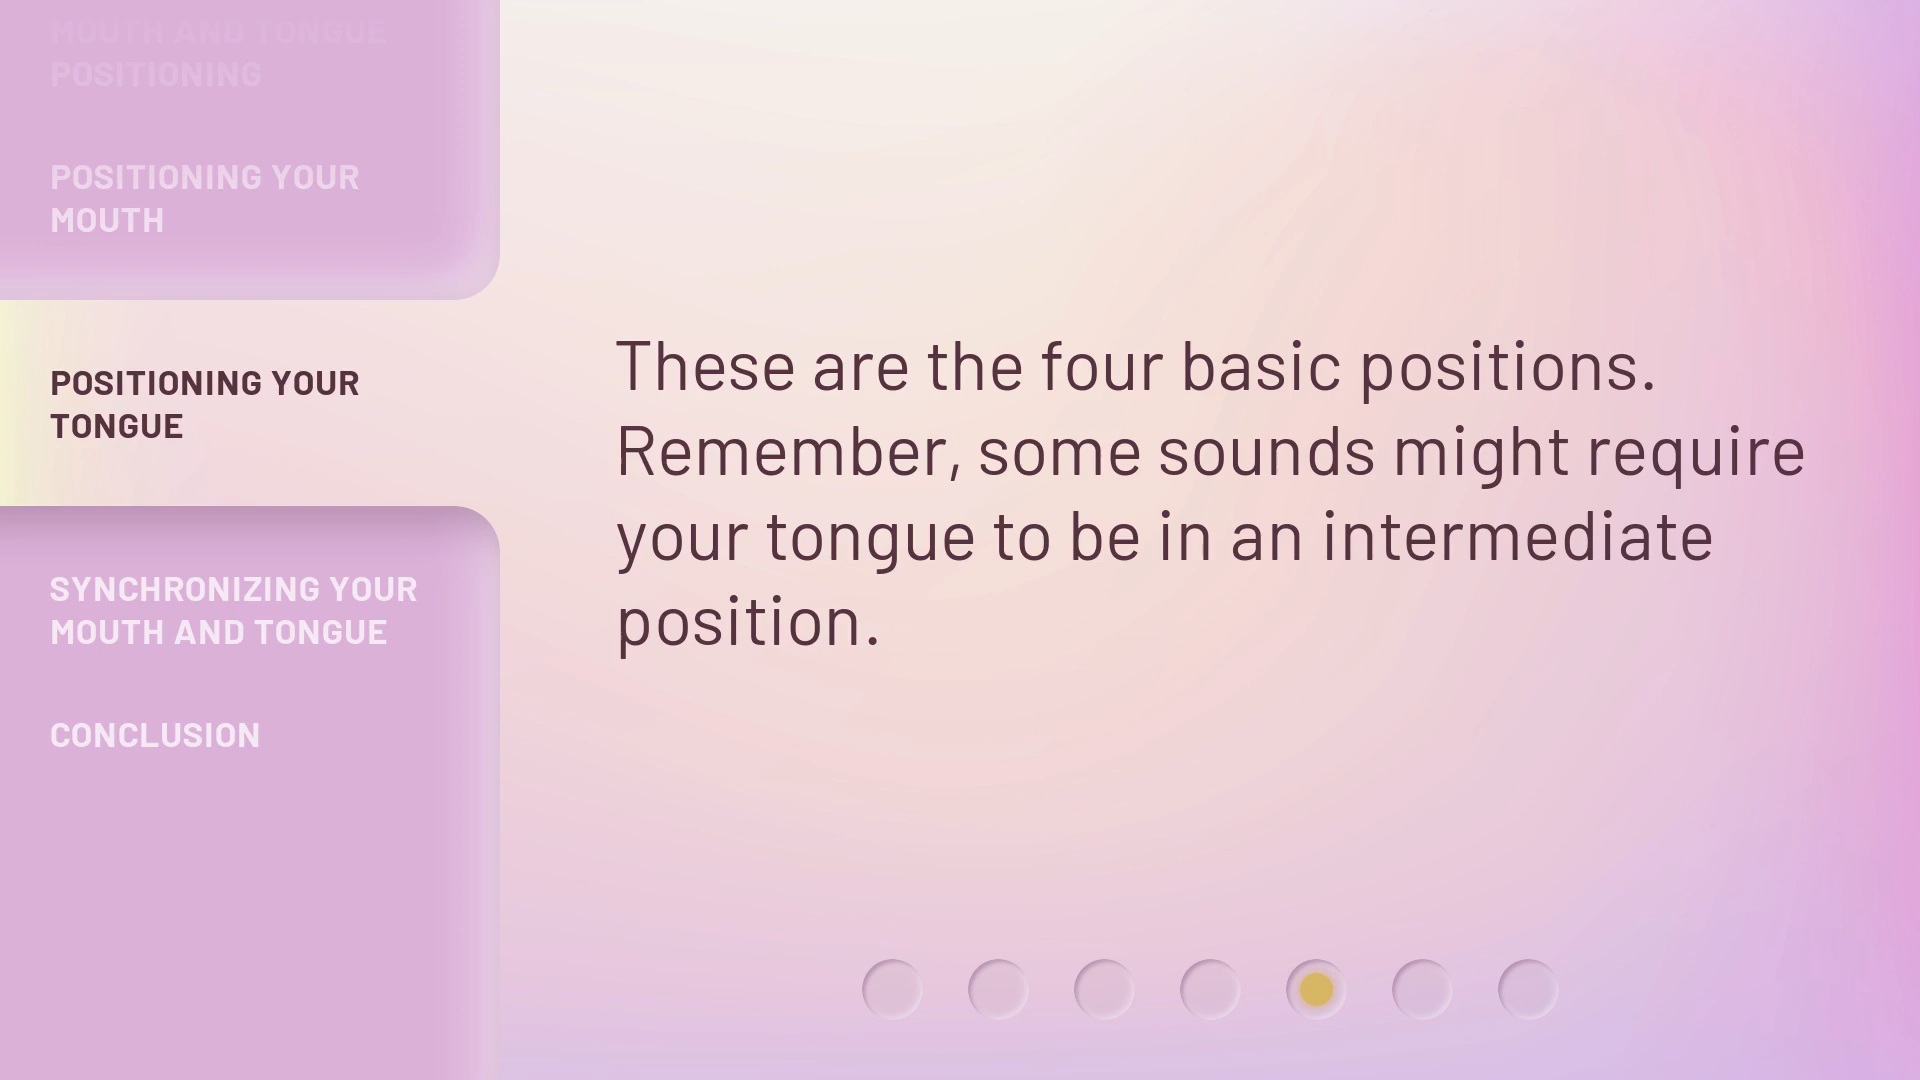 MOUTH AND TONGUE
POSITIONING
POSITIONING YOUR
MOUTH
POSITIONING YOUR
TONGUE
SYNCHRONIZING YOUR
MOUTH AND TONGUE
CONCLUSION
These are the four basic positions.
Remember, some sounds might require
your tongue to be in an intermediate
position.